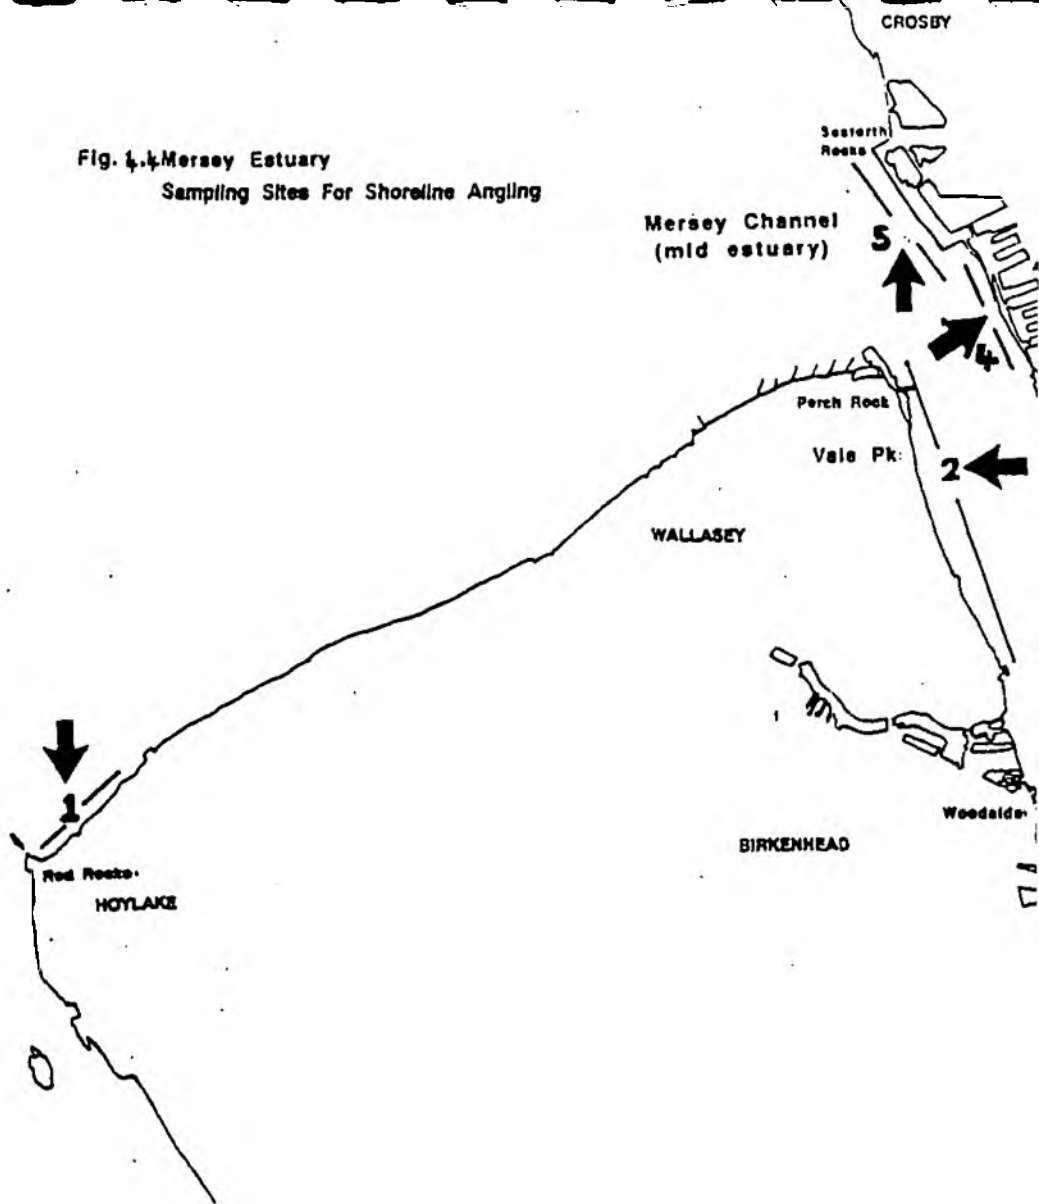 CROSBY
Seaforth
Rocks
Fig. 1.4 Mersey Estuary
Sampling Sites For Shoreline Angling
Mersey Channel
(mid estuary)
5
4
Perch Rock
Vale Pk
2
WALLASEY
1
Woodside
BIRKENHEAD
Red Rocks
HOYLAKE